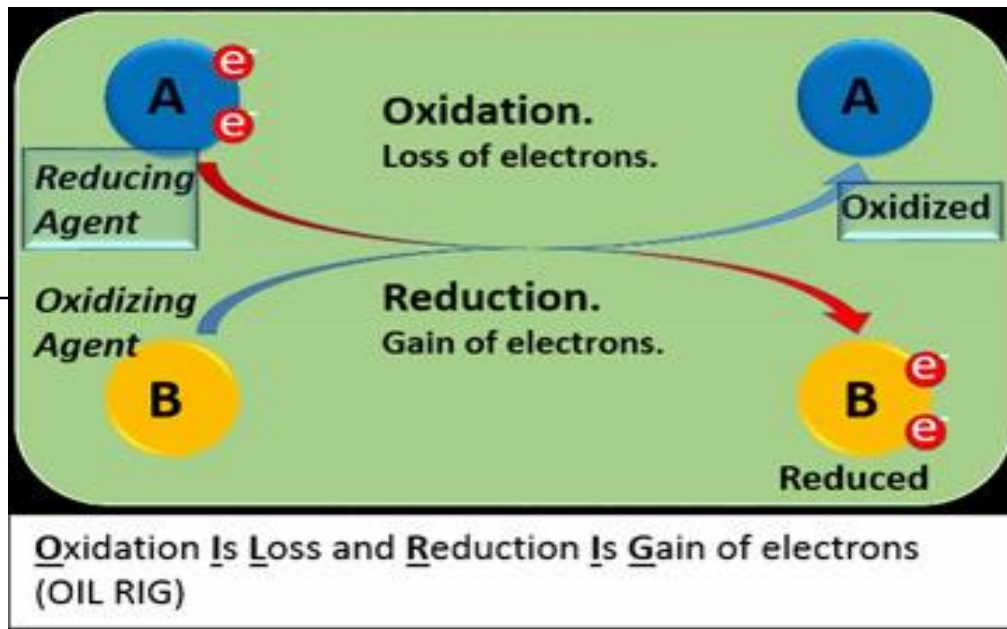 A
e-
e-
Oxidation.
Loss of electrons.
A
Reducing
Agent
Oxidized
Oxidizing
Agent
Reduction.
Gain of electrons.
B
B
e-
e-
Reduced
Oxidation Is Loss and Reduction Is Gain of electrons
(OIL RIG)